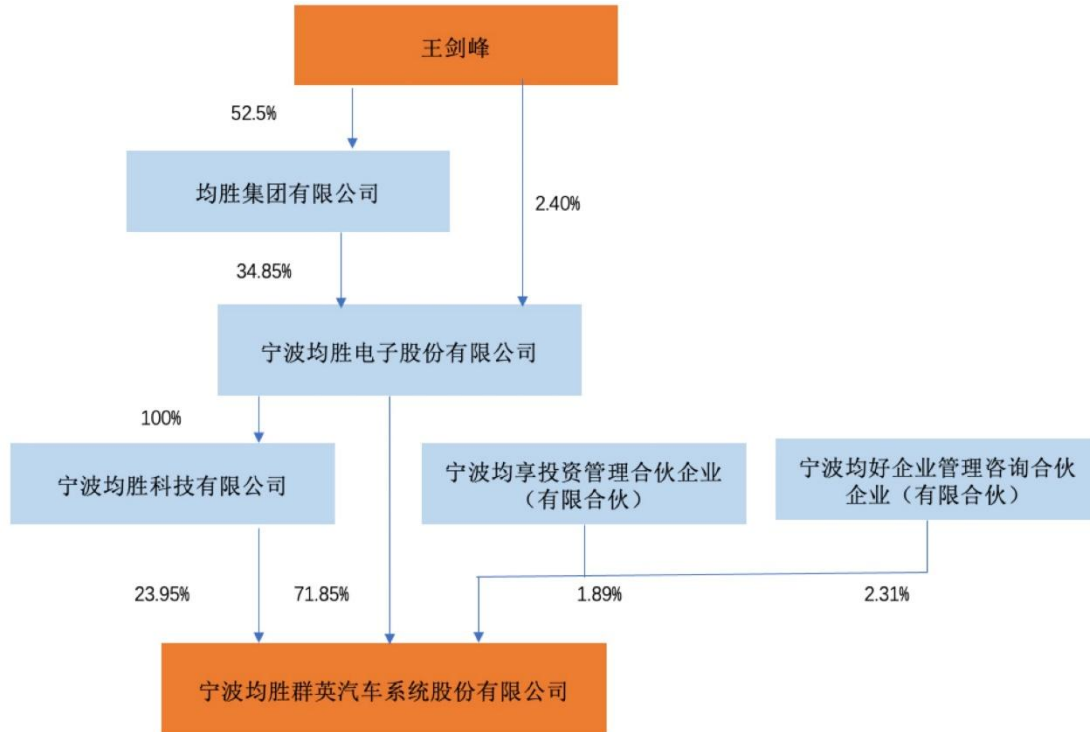 王剑峰
52.5%
均胜集团有限公司
2.40%
34.85%
宁波均胜电子股份有限公司
100%
宁波均胜科技有限公司
宁波均享投资管理合伙企业
（有限合伙）
宁波均好企业管理咨询合伙
企业（有限合伙）
23.95%
71.85%
1.89%
2.31%
宁波均胜群英汽车系统股份有限公司